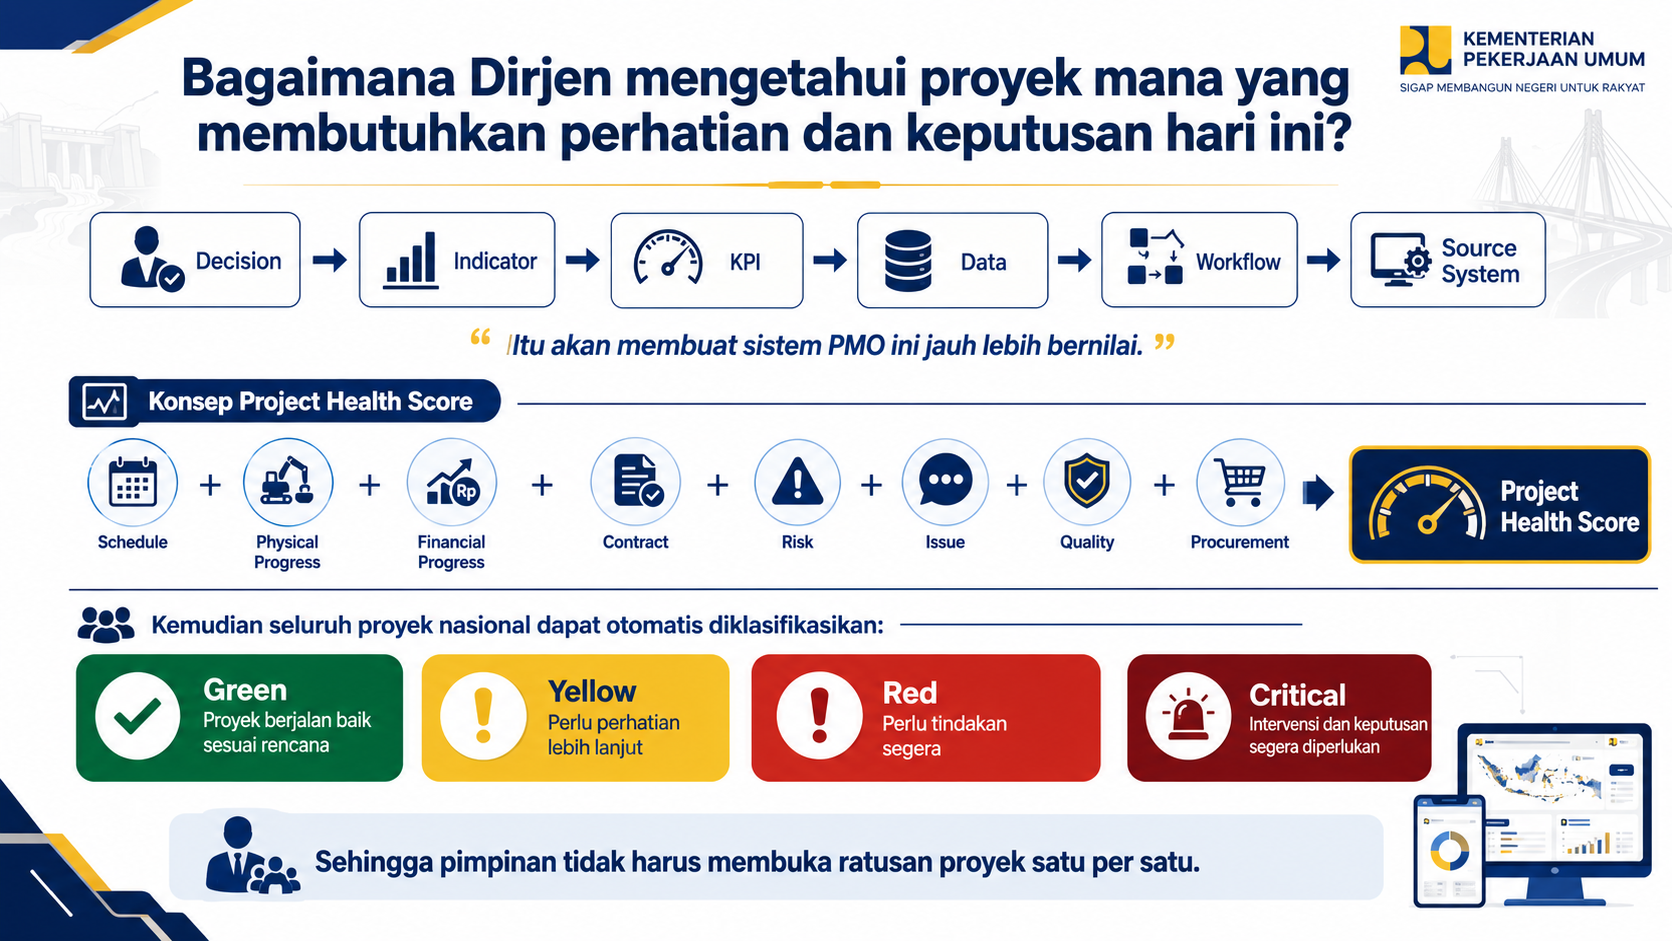 KEMENTERIAN
PEKERJAAN UMUM
SIGAP MEMBANGUN NEGERI UNTUK RAKYAT
Bagaimana Dirjen mengetahui proyek mana yang
membutuhkan perhatian dan keputusan hari ini?
Decision
Indicator
KPI
Data
Workflow
Source
System
“ Itu akan membuat sistem PMO ini jauh lebih bernilai. ”
Konsep Project Health Score
Schedule
+
Physical
Progress
+
Rp
Financial
Progress
+
Contract
+
Risk
+
Issue
+
Quality
+
Procurement
Project
Health Score
Kemudian seluruh proyek nasional dapat otomatis diklasifikasikan:
Green
Proyek berjalan baik
sesuai rencana
Yellow
Perlu perhatian
lebih lanjut
Red
Perlu tindakan
segera
Critical
Intervensi dan keputusan
segera diperlukan
Sehingga pimpinan tidak harus membuka ratusan proyek satu per satu.